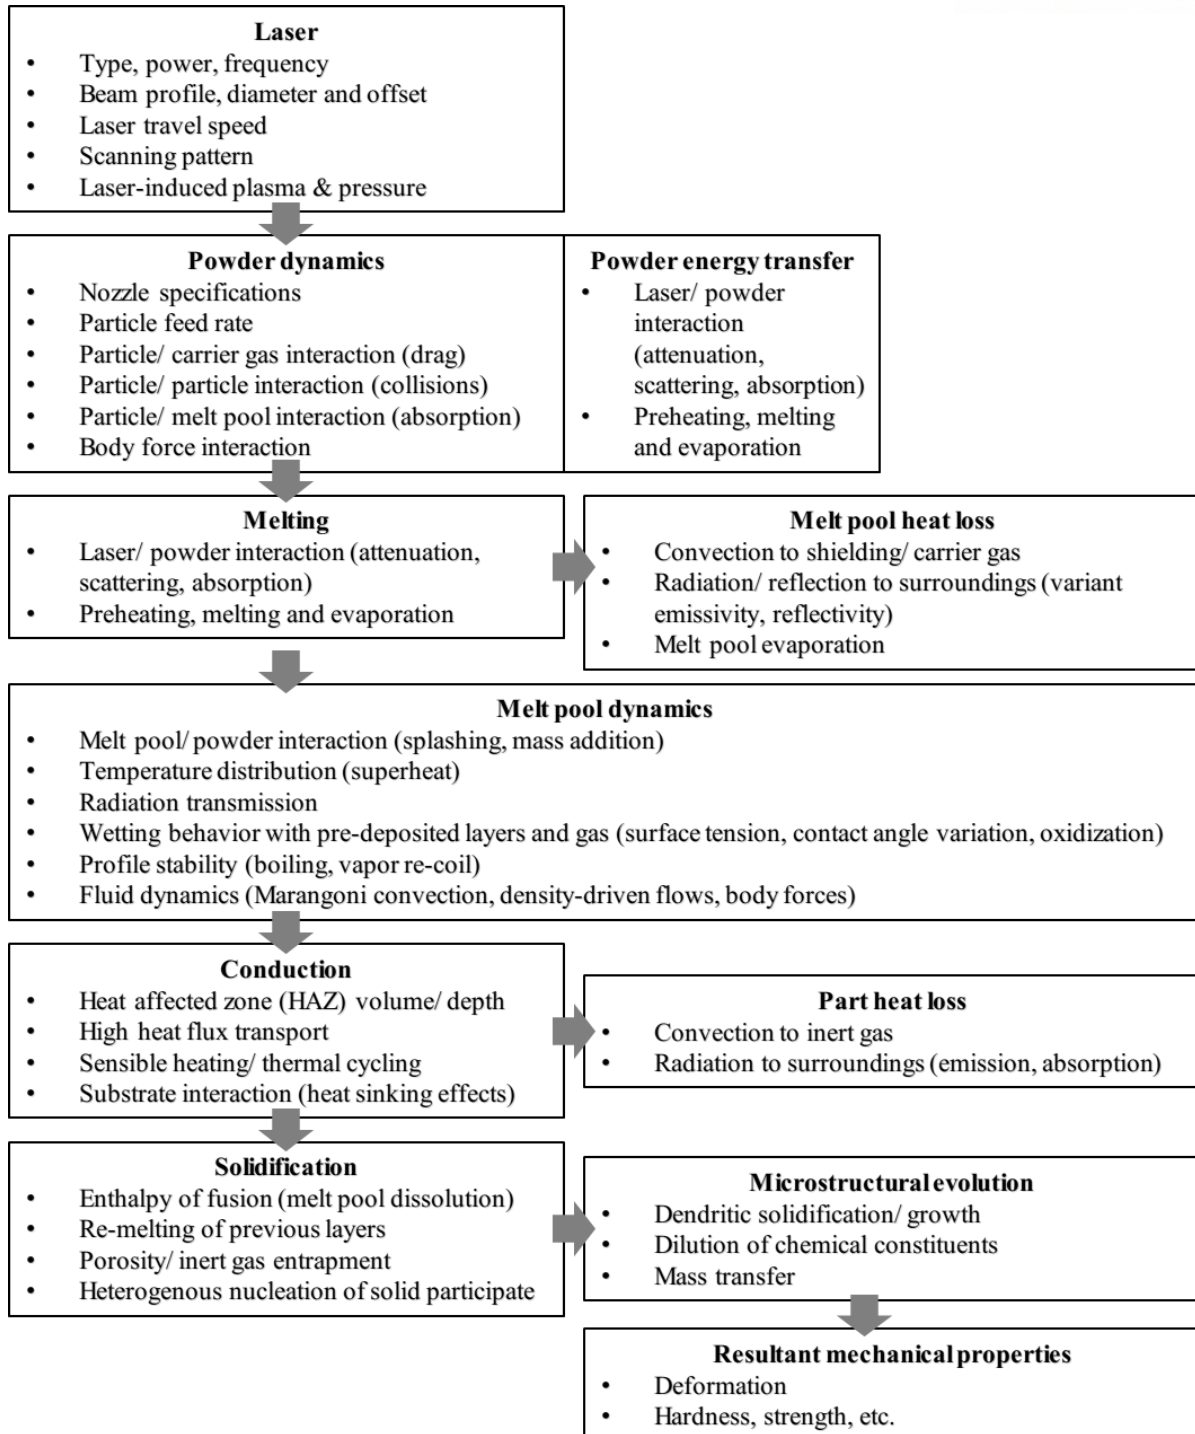 Laser
• Type, power, frequency
• Beam profile, diameter and offset
• Laser travel speed
• Scanning pattern
• Laser-induced plasma & pressure
Powder dynamics
• Nozzle specifications
• Particle feed rate
• Particle/ carrier gas interaction (drag)
• Particle/ particle interaction (collisions)
• Particle/ melt pool interaction (absorption)
• Body force interaction
Powder energy transfer
• Laser/ powder
interaction
(attenuation,
scattering, absorption)
• Preheating, melting
and evaporation
Melting
• Laser/ powder interaction (attenuation,
scattering, absorption)
• Preheating, melting and evaporation
Melt pool heat loss
• Convection to shielding/ carrier gas
• Radiation/ reflection to surroundings (variant
emissivity, reflectivity)
• Melt pool evaporation
Melt pool dynamics
• Melt pool/ powder interaction (splashing, mass addition)
• Temperature distribution (superheat)
• Radiation transmission
• Wetting behavior with pre-deposited layers and gas (surface tension, contact angle variation, oxidization)
• Profile stability (boiling, vapor re-coil)
• Fluid dynamics (Marangoni convection, density-driven flows, body forces)
Conduction
• Heat affected zone (HAZ) volume/ depth
• High heat flux transport
• Sensible heating/ thermal cycling
• Substrate interaction (heat sinking effects)
Part heat loss
• Convection to inert gas
• Radiation to surroundings (emission, absorption)
Solidification
• Enthalpy of fusion (melt pool dissolution)
• Re-melting of previous layers
• Porosity/ inert gas entrapment
• Heterogenous nucleation of solid participate
Microstructural evolution
• Dendritic solidification/ growth
• Dilution of chemical constituents
• Mass transfer
Resultant mechanical properties
• Deformation
• Hardness, strength, etc.